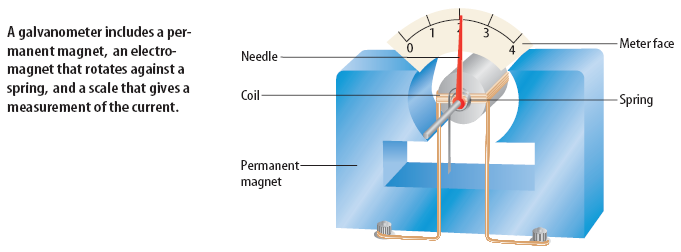 A galvanometer includes a per-
manent magnet, an electro-
magnet that rotates against a
spring, and a scale that gives a
measurement of the current.
0 1 2 3 4
Needle
Meter face
Coil
Spring
Permanent
magnet